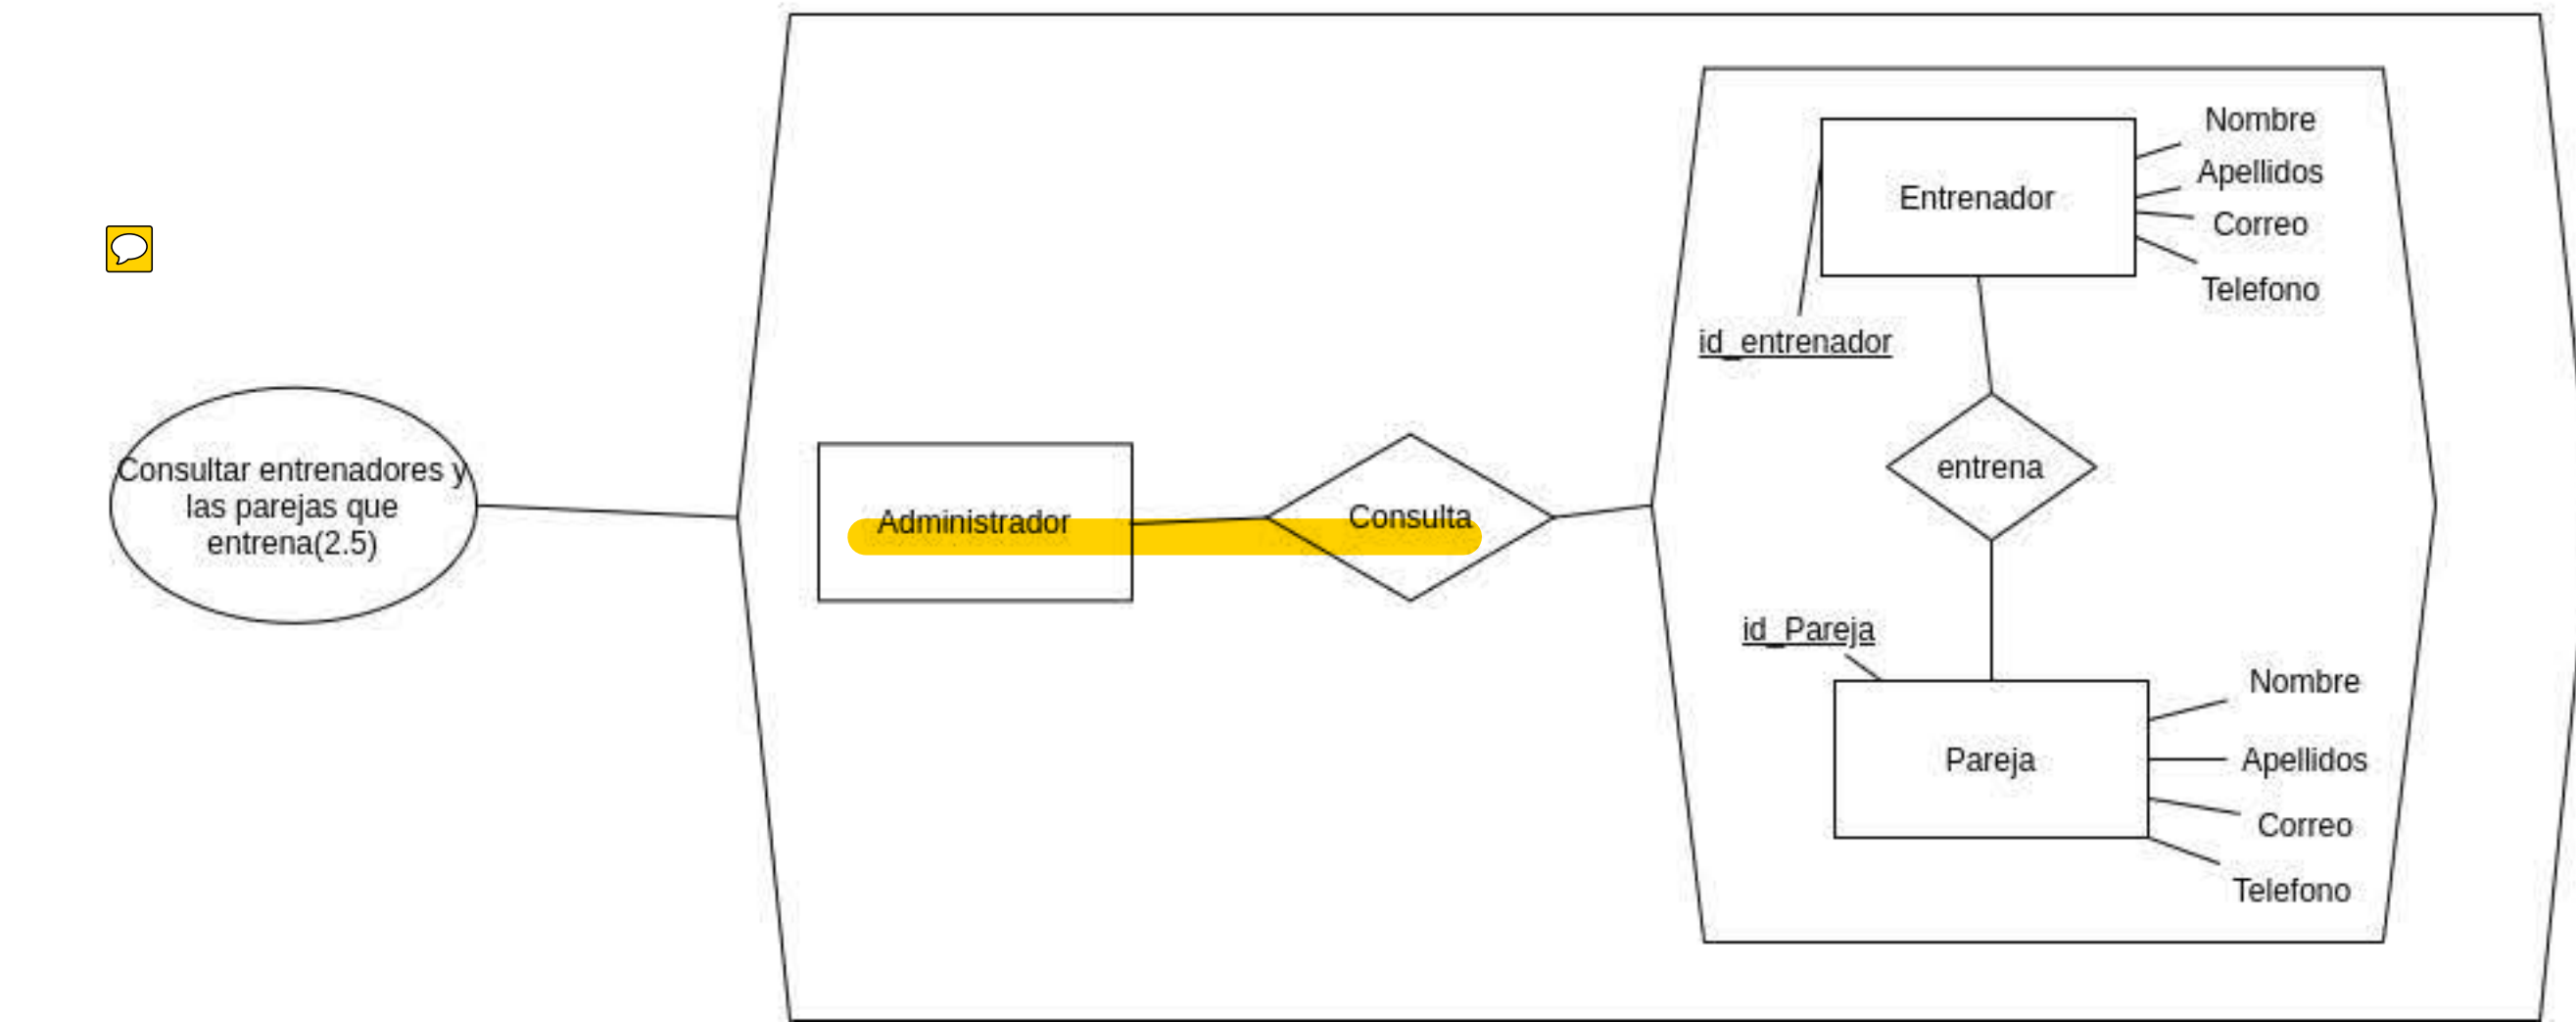 Consultar entrenadores y
las parejas que
entrena(2.5)
Administrador
Consulta
Entrenador
Nombre
Apellidos
Correo
Telefono
id_entrenador
entrena
id_Pareja
Pareja
Nombre
Apellidos
Correo
Telefono